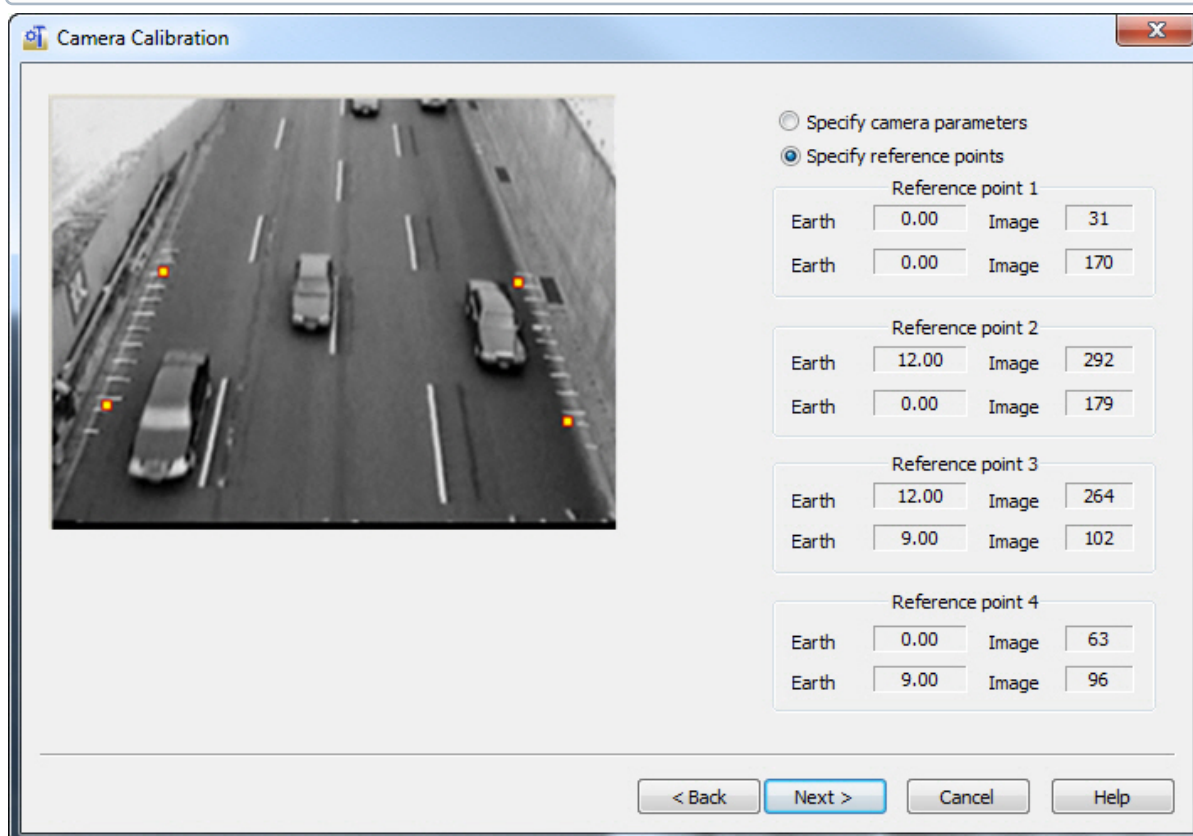 Camera Calibration
Specify camera parameters
Specify reference points
Reference point 1
Earth 0.00 Image 31
Earth 0.00 Image 170
Reference point 2
Earth 12.00 Image 292
Earth 0.00 Image 179
Reference point 3
Earth 12.00 Image 264
Earth 9.00 Image 102
Reference point 4
Earth 0.00 Image 63
Earth 9.00 Image 96
< Back Next > Cancel Help